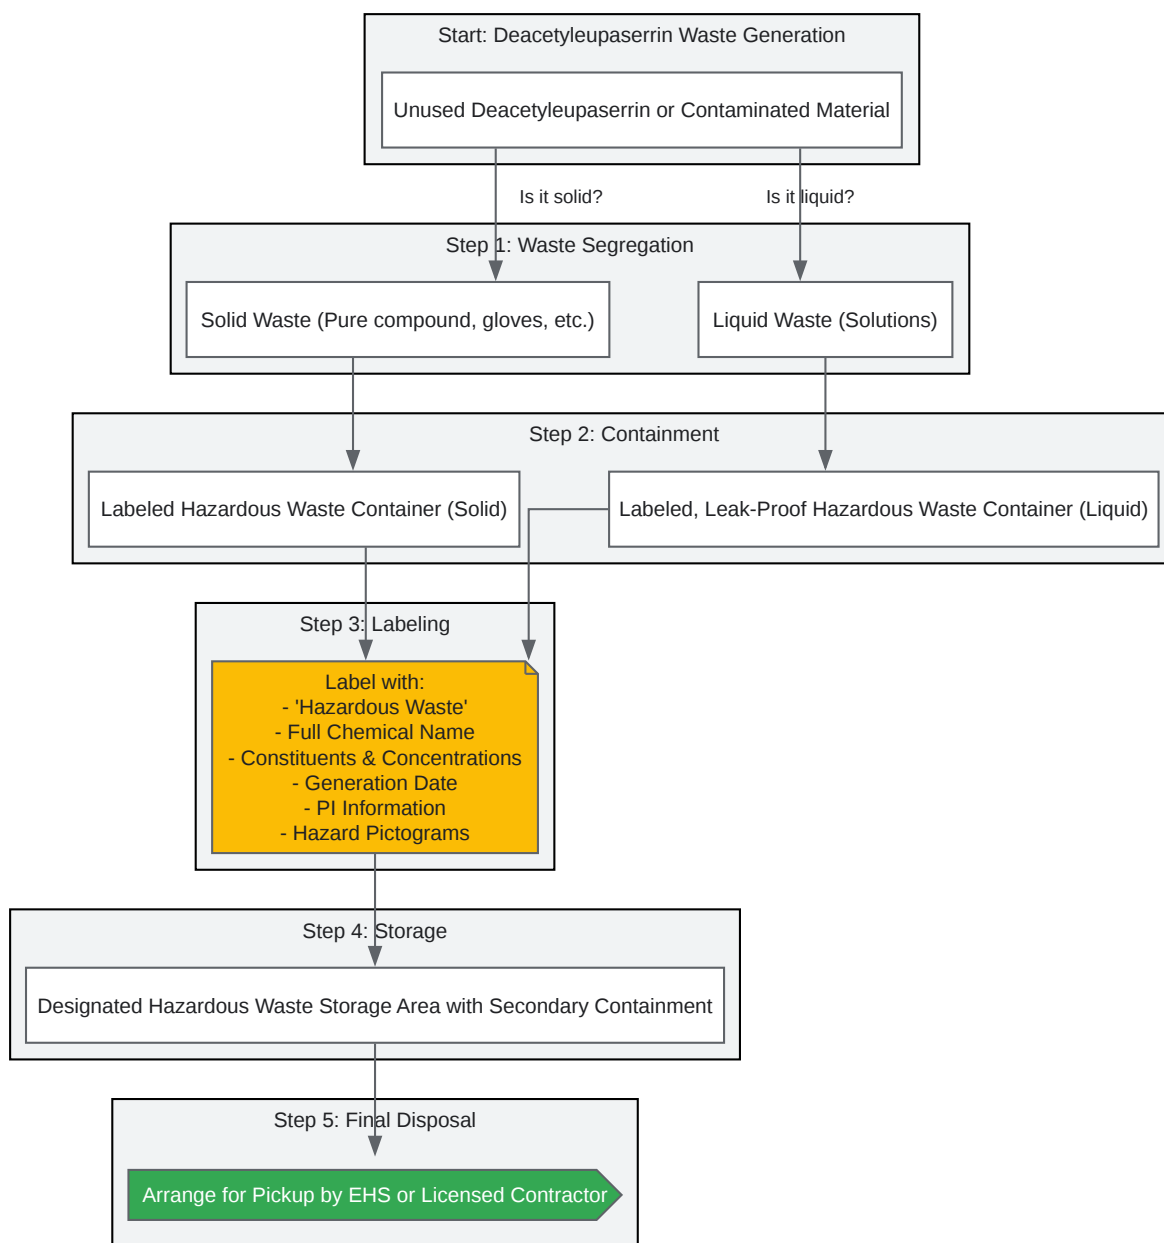 Start: Deacetyleupaserrin Waste Generation
Unused Deacetyleupaserrin or Contaminated Material
Is it solid?
Is it liquid?
Step 1: Waste Segregation
Solid Waste (Pure compound, gloves, etc.)
Liquid Waste (Solutions)
Step 2: Containment
Labeled Hazardous Waste Container (Solid)
Labeled, Leak-Proof Hazardous Waste Container (Liquid)
Step 3: Labeling
Label with:
- 'Hazardous Waste'
- Full Chemical Name
- Constituents & Concentrations
- Generation Date
- PI Information
- Hazard Pictograms
Step 4: Storage
Designated Hazardous Waste Storage Area with Secondary Containment
Step 5: Final Disposal
Arrange for Pickup by EHS or Licensed Contractor